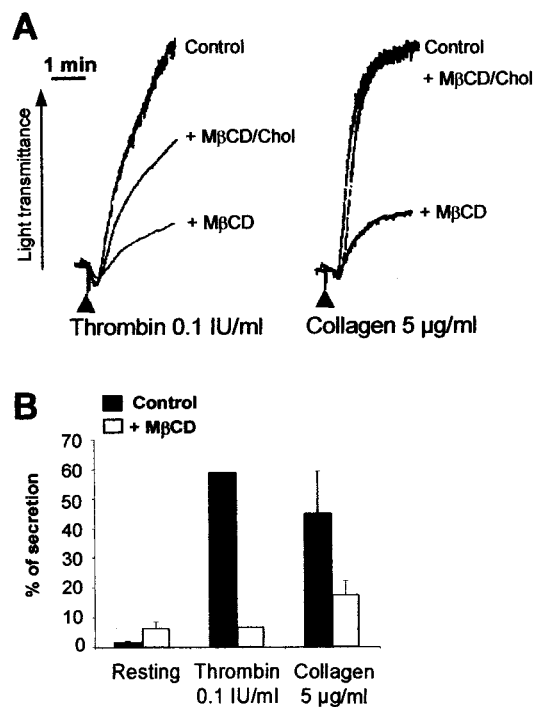 A
1 min
Light transmittance
Control
+ MβCD/Chol
+ MβCD
Thrombin 0.1 IU/ml
Control
+ MβCD/Chol
+ MβCD
Collagen 5 µg/ml
B
Control
+ MβCD
% of secretion
70
60
50
40
30
20
10
0
Resting
Thrombin
0.1 IU/ml
Collagen
5 µg/ml